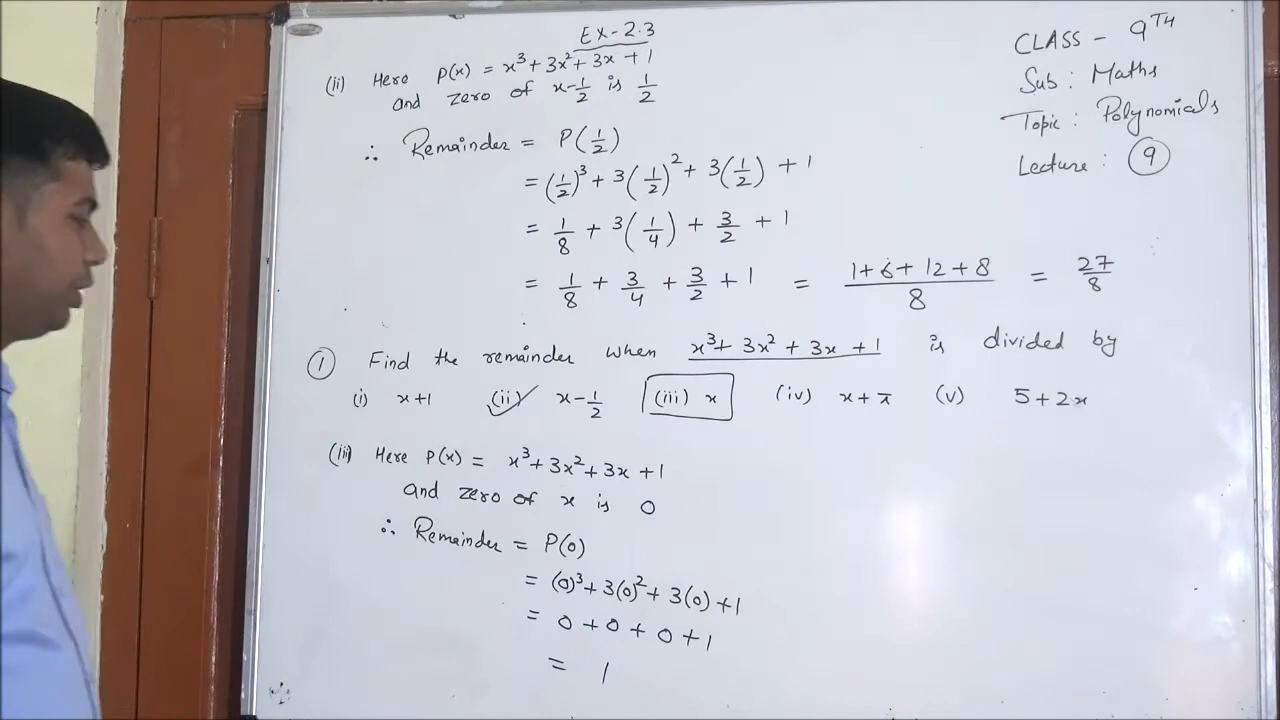 EX-2.3
(ii) Here P(x) = x³ + 3x² + 3x + 1
and zero of x-1/2 is 1/2
∴ Remainder = P(1/2)
= (1/2)³ + 3(1/2)² + 3(1/2) + 1
= 1/8 + 3(1/4) + 3/2 + 1
= 1/8 + 3/4 + 3/2 + 1 = (1+6+12+8)/8 = 27/8
CLASS - 9TH
Sub : Maths
Topic : Polynomials
Lecture : 9
① Find the remainder when x³ + 3x² + 3x + 1 is divided by
(i) x+1 (ii) x-1/2 (iii) x (iv) x+π (v) 5+2x
(iii) Here P(x) = x³ + 3x² + 3x + 1
and zero of x is 0
∴ Remainder = P(0)
= (0)³ + 3(0)² + 3(0) + 1
= 0 + 0 + 0 + 1
= 1